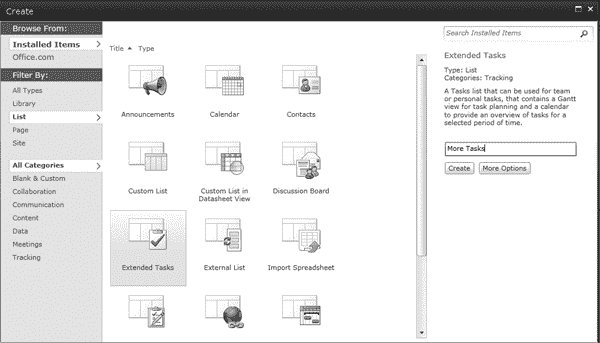 Create
Browse From:
Installed Items
Office.com
Filter By:
All Types
Library
List
Page
Site
All Categories
Blank & Custom
Collaboration
Communication
Content
Data
Meetings
Tracking
Title Type
Announcements
Calendar
Contacts
Custom List
Custom List in
Datasheet View
Discussion Board
Extended Tasks
External List
Import Spreadsheet
Search Installed Items
Extended Tasks
Type: List
Categories: Tracking
A Tasks list that can be used for team
or personal tasks, that contains a Gantt
view for task planning and a calendar
to provide an overview of tasks for a
selected period of time.
More Tasks
Create
More Options